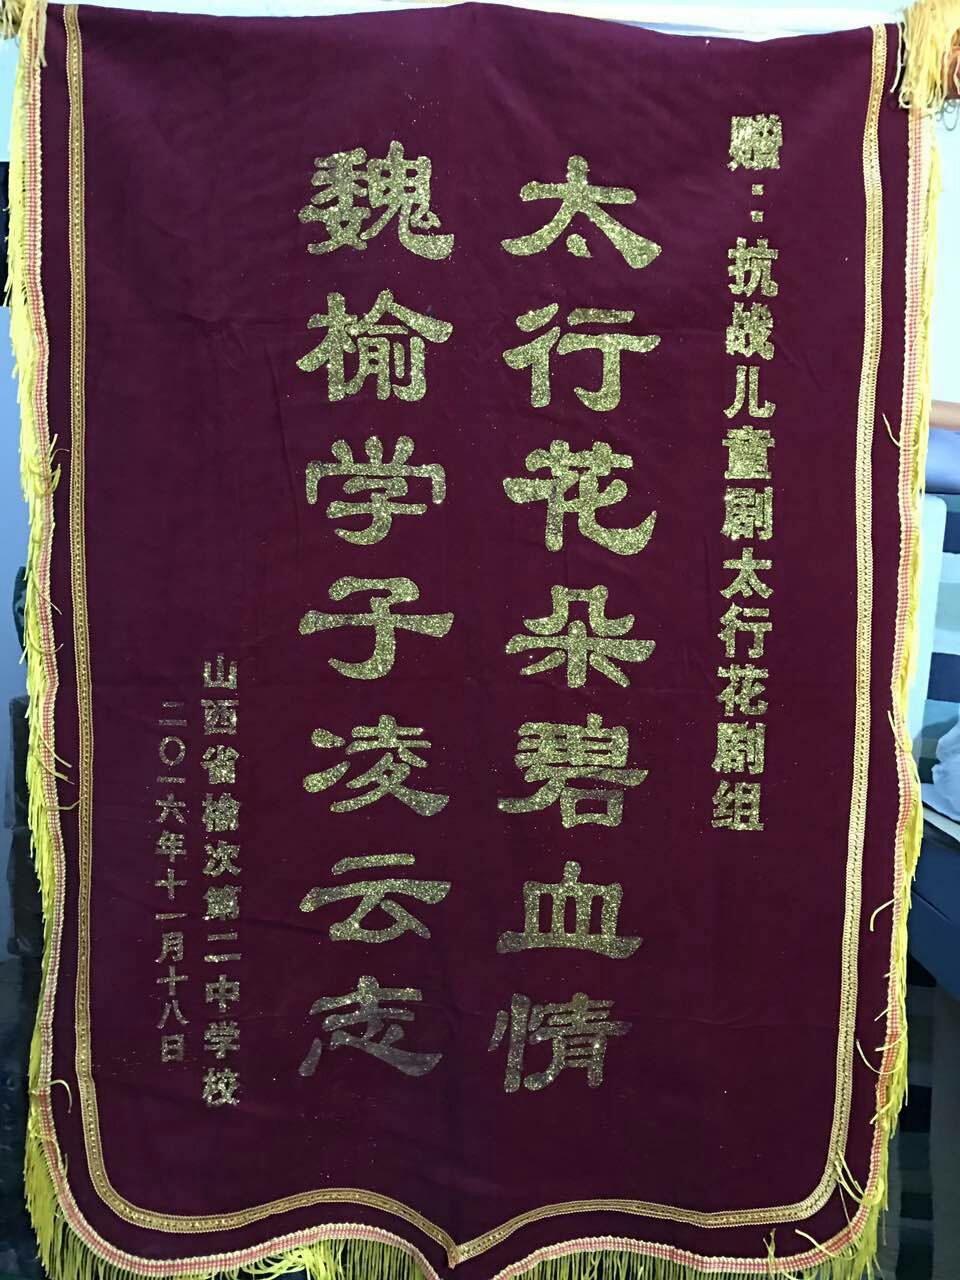 赠:抗战儿童剧太行花剧组
太行花朵碧血情
魏榆学子凌云志
山西省榆次第二中学校
二〇一六年十一月十八日